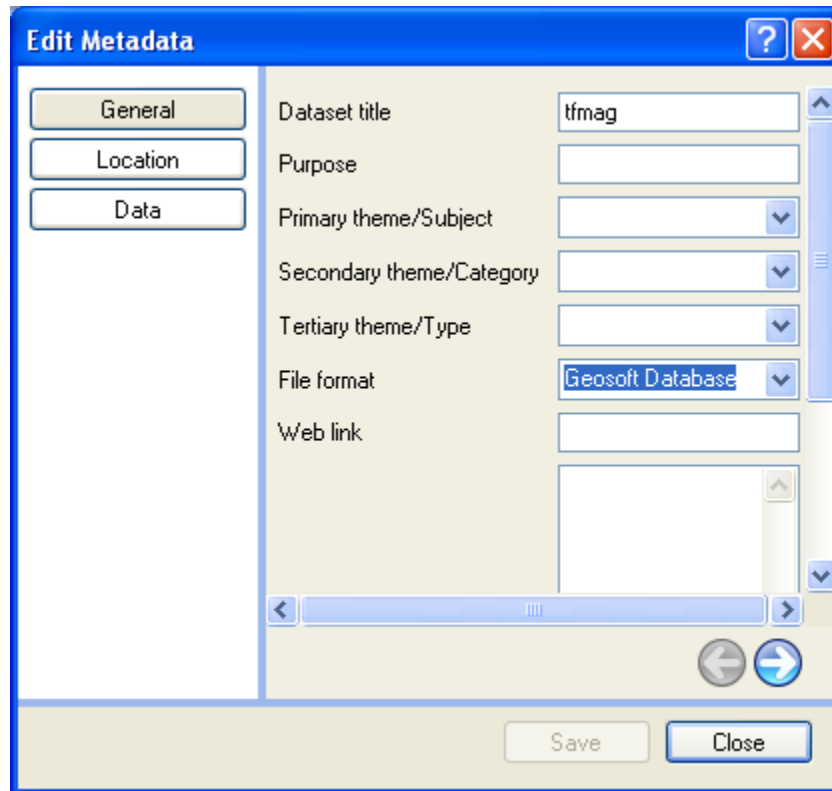 Edit Metadata
General
Location
Data
Dataset title
tfmag
Purpose
Primary theme/Subject
Secondary theme/Category
Tertiary theme/Type
File format
Geosoft Database
Web link
Save
Close